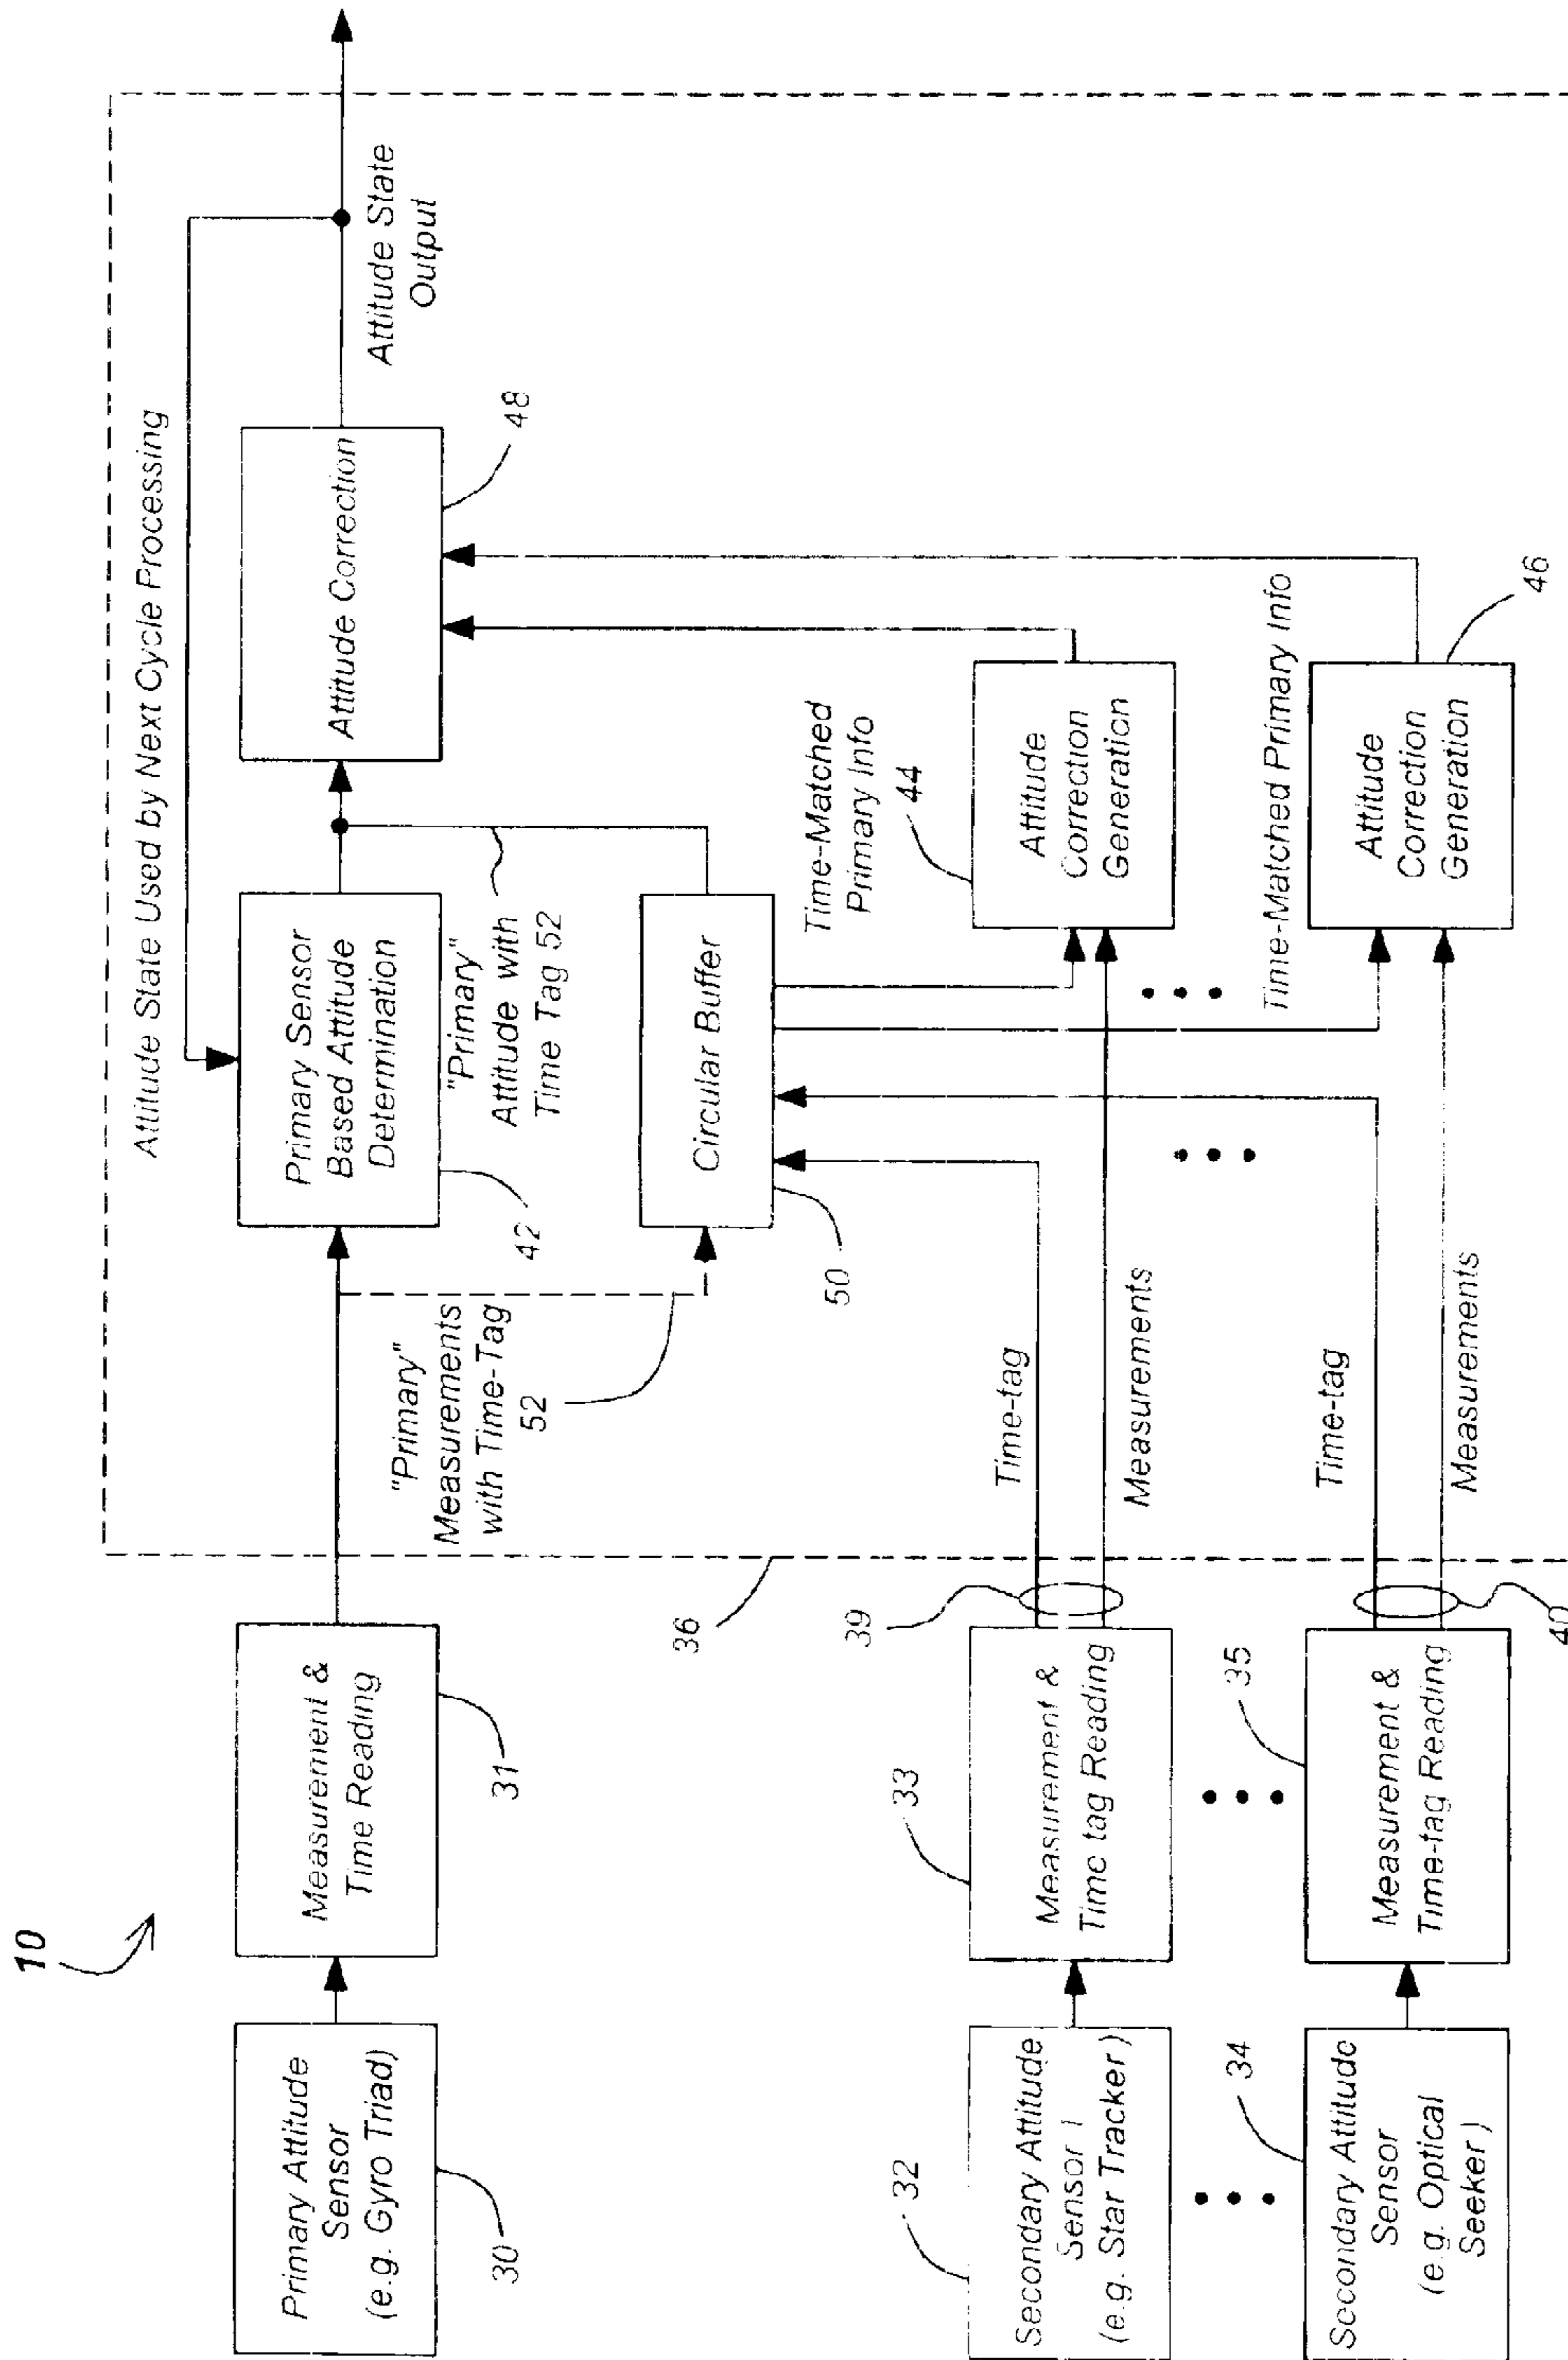 10
Attitude State Used by Next Cycle Processing
Primary Attitude
Sensor
(e.g. Gyro Triad)
30
Measurement &
Time Reading
31
"Primary"
Measurements
with Time-Tag
52
Primary Sensor
Based Attitude
Determination
42
"Primary"
Attitude with
Time Tag 52
Attitude Correction
48
Attitude State
Output
Circular Buffer
50
36
Time-Matched
Primary Info
Secondary Attitude
Sensor 1
(e.g. Star Tracker)
32
Measurement &
Time tag Reading
33
39
Time-tag
Measurements
Attitude
Correction
Generation
44
Time-Matched Primary Info
Secondary Attitude
Sensor
(e.g. Optical
Seeker)
34
Measurement &
Time-tag Reading
35
40
Time-tag
Measurements
Attitude
Correction
Generation
46